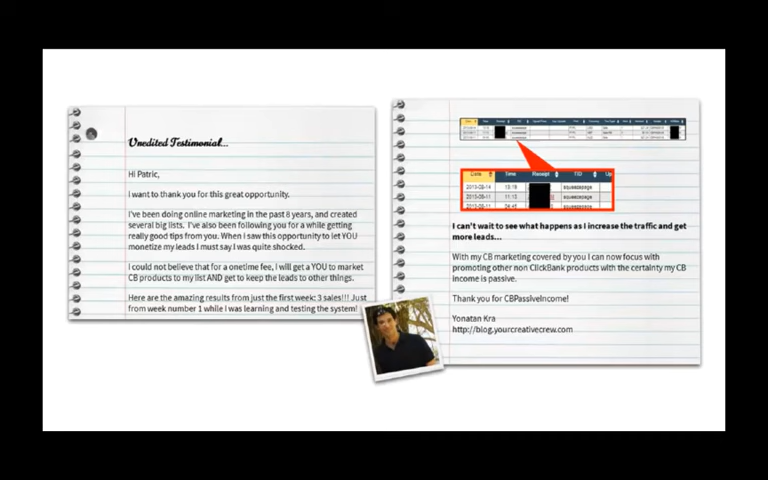 Unedited Testimonial...
Hi Patric,
I want to thank you for this great opportunity.
I've been doing online marketing in the past 8 years, and created
several big lists. I've also been following you for a while getting
really good tips from you. When I saw this opportunity to let YOU
monetize my leads I must say I was quite shocked.
I could not believe that for a onetime fee, I will get a YOU to market
CB products to my list AND get to keep the leads to other things.
Here are the amazing results from just the first week: 3 sales!!! Just
from week number 1 while I was learning and testing the system!
Date Time Receipt TID
2013-08-14
2013-08-11
2013-08-11
I can't wait to see what happens as I increase the traffic and get
more leads...
With my CB marketing covered by you I can now focus with
promoting other non ClickBank products with the certainty my CB
income is passive.
Thank you for CBPassiveIncome!
Yonatan Kra
http://blog.yourcreativecrew.com